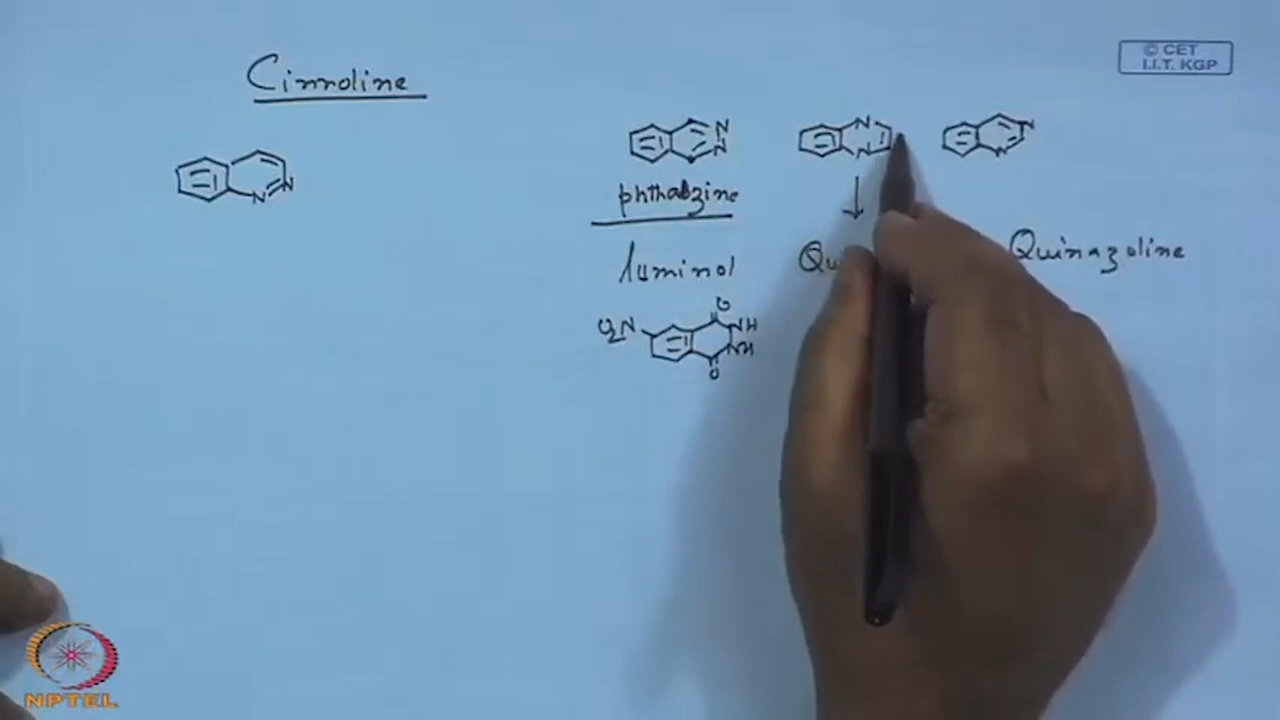 Cinnoline
© CET
I.I.T. KGP
N
N
N
N
N
N
N
N
phthalazine
luminol
Quinazoline
O
O2N
NH
NH
O
NPTEL